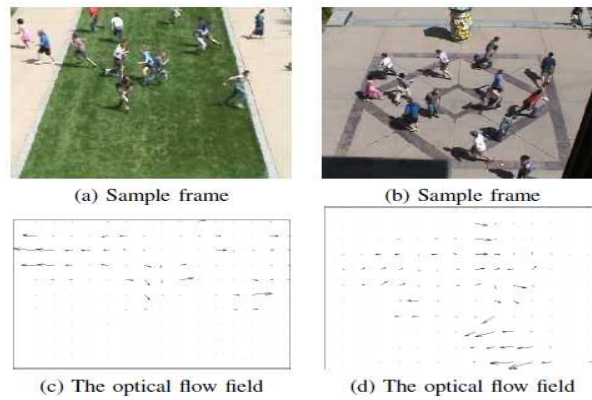 (a) Sample frame
(b) Sample frame
(c) The optical flow field
(d) The optical flow field